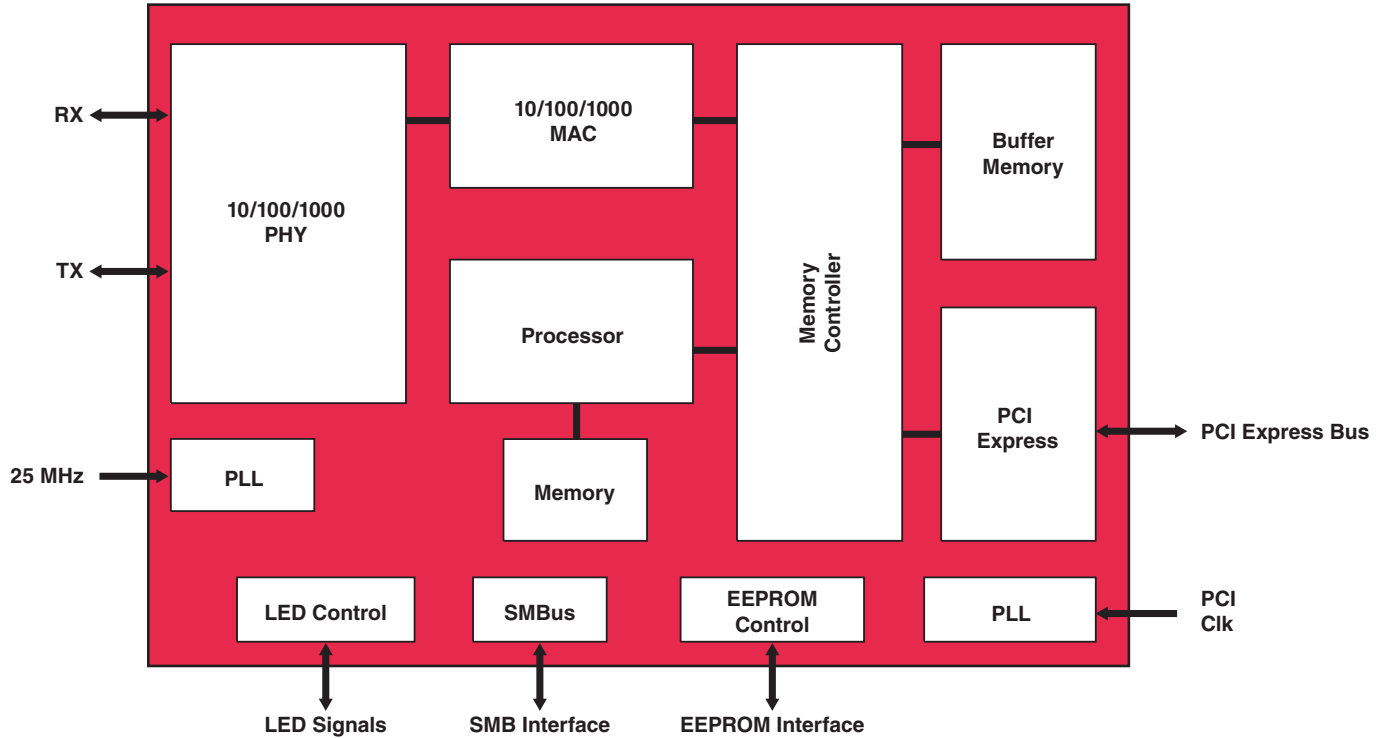 RX
TX
25 MHz
10/100/1000
PHY
10/100/1000
MAC
Processor
Memory
PLL
Memory
Controller
Buffer
Memory
PCI
Express
PCI Express Bus
LED Control
SMBus
EEPROM
Control
PLL
PCI
Clk
LED Signals
SMB Interface
EEPROM Interface